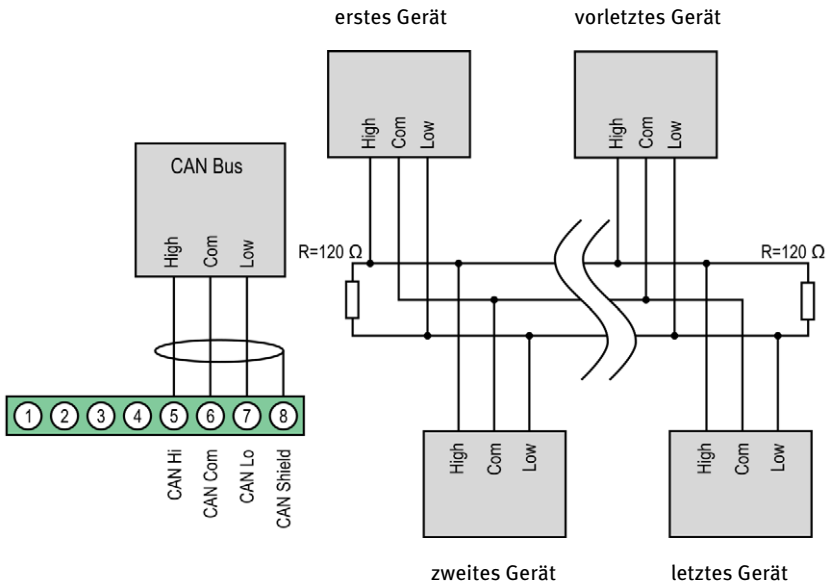 erstes Gerät
vorletztes Gerät
High
Com
Low
High
Com
Low
CAN Bus
High
Com
Low
R=120 Ω
R=120 Ω
1 2 3 4 5 6 7 8
CAN Hi
CAN Com
CAN Lo
CAN Shield
High
Com
Low
High
Com
Low
zweites Gerät
letztes Gerät